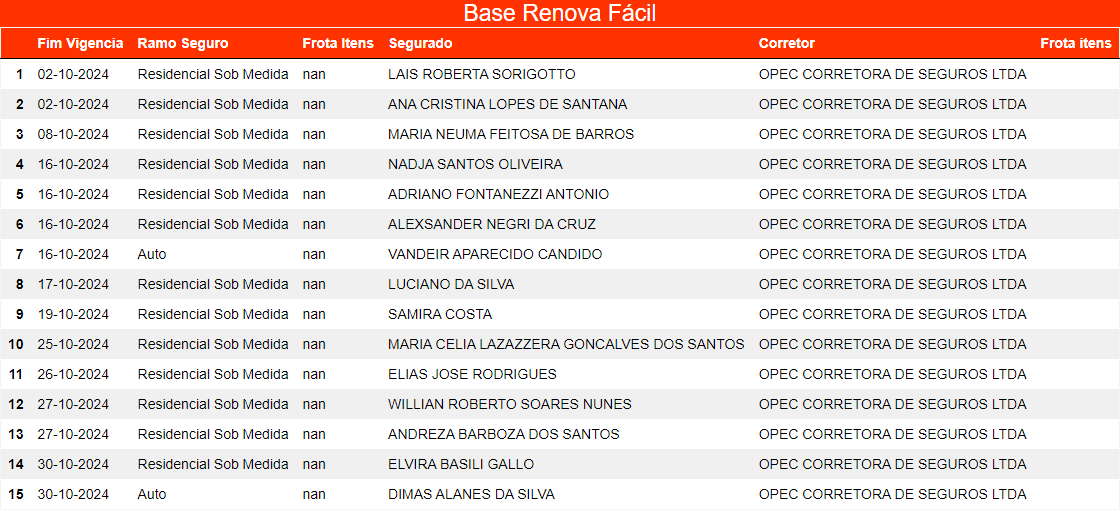 Base Renova Fácil
Fim Vigencia Ramo Seguro Frota Itens Segurado Corretor Frota itens
1 02-10-2024 Residencial Sob Medida nan LAIS ROBERTA SORIGOTTO OPEC CORRETORA DE SEGUROS LTDA
2 02-10-2024 Residencial Sob Medida nan ANA CRISTINA LOPES DE SANTANA OPEC CORRETORA DE SEGUROS LTDA
3 08-10-2024 Residencial Sob Medida nan MARIA NEUMA FEITOSA DE BARROS OPEC CORRETORA DE SEGUROS LTDA
4 16-10-2024 Residencial Sob Medida nan NADJA SANTOS OLIVEIRA OPEC CORRETORA DE SEGUROS LTDA
5 16-10-2024 Residencial Sob Medida nan ADRIANO FONTANEZZI ANTONIO OPEC CORRETORA DE SEGUROS LTDA
6 16-10-2024 Residencial Sob Medida nan ALEXSANDER NEGRI DA CRUZ OPEC CORRETORA DE SEGUROS LTDA
7 16-10-2024 Auto nan VANDEIR APARECIDO CANDIDO OPEC CORRETORA DE SEGUROS LTDA
8 17-10-2024 Residencial Sob Medida nan LUCIANO DA SILVA OPEC CORRETORA DE SEGUROS LTDA
9 19-10-2024 Residencial Sob Medida nan SAMIRA COSTA OPEC CORRETORA DE SEGUROS LTDA
10 25-10-2024 Residencial Sob Medida nan MARIA CELIA LAZAZZERA GONCALVES DOS SANTOS OPEC CORRETORA DE SEGUROS LTDA
11 26-10-2024 Residencial Sob Medida nan ELIAS JOSE RODRIGUES OPEC CORRETORA DE SEGUROS LTDA
12 27-10-2024 Residencial Sob Medida nan WILLIAN ROBERTO SOARES NUNES OPEC CORRETORA DE SEGUROS LTDA
13 27-10-2024 Residencial Sob Medida nan ANDREZA BARBOZA DOS SANTOS OPEC CORRETORA DE SEGUROS LTDA
14 30-10-2024 Residencial Sob Medida nan ELVIRA BASILI GALLO OPEC CORRETORA DE SEGUROS LTDA
15 30-10-2024 Auto nan DIMAS ALANES DA SILVA OPEC CORRETORA DE SEGUROS LTDA